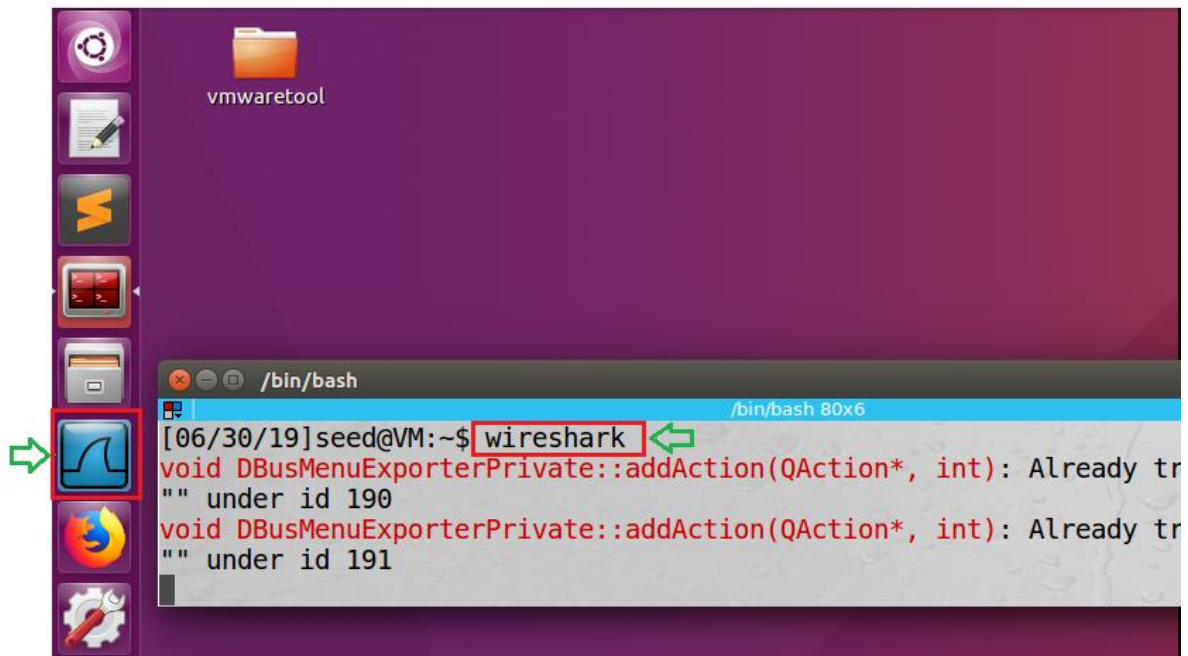 vmwaretool
/bin/bash
/bin/bash 80x6
[06/30/19]seed@VM:~$ wireshark
void DBusMenuExporterPrivate::addAction(QAction*, int): Already tr
"" under id 190
void DBusMenuExporterPrivate::addAction(QAction*, int): Already tr
"" under id 191